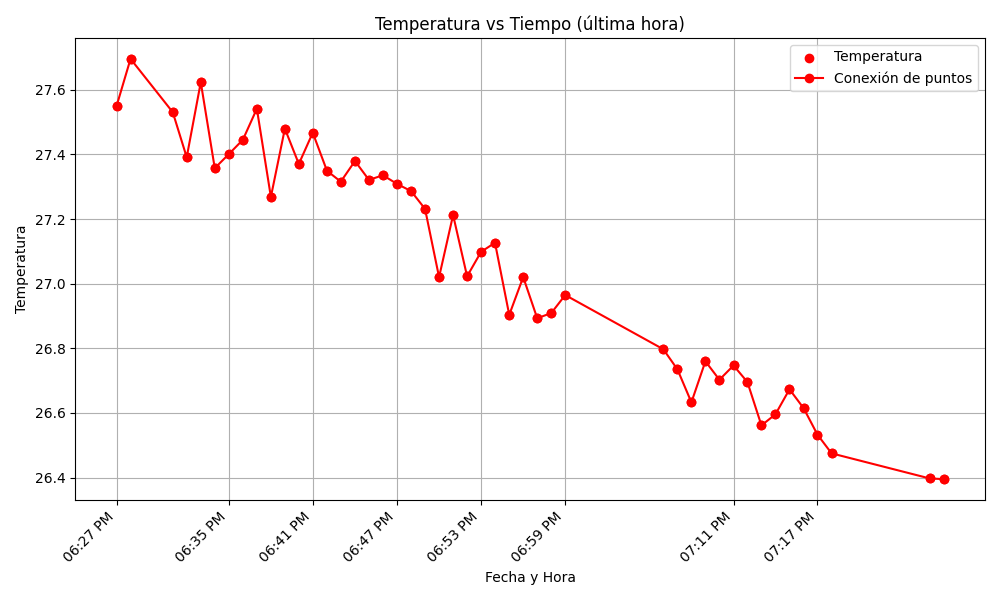 Temperatura vs Tiempo (última hora)
Temperatura
Conexión de puntos
27.6
27.4
27.2
27.0
26.8
26.6
26.4
Temperatura
06:27 PM
06:35 PM
06:41 PM
06:47 PM
06:53 PM
06:59 PM
07:11 PM
07:17 PM
Fecha y Hora